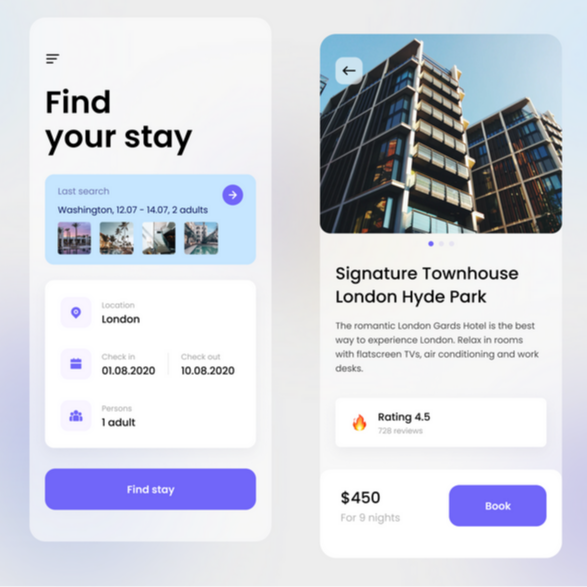 Find
your stay
Last search
Washington, 12.07 - 14.07, 2 adults
Location
London
Check in
01.08.2020
Check out
10.08.2020
Persons
1 adult
Find stay
Signature Townhouse
London Hyde Park
The romantic London Gards Hotel is the best
way to experience London. Relax in rooms
with flatscreen TVs, air conditioning and work
desks.
Rating 4.5
728 reviews
$450
For 9 nights
Book